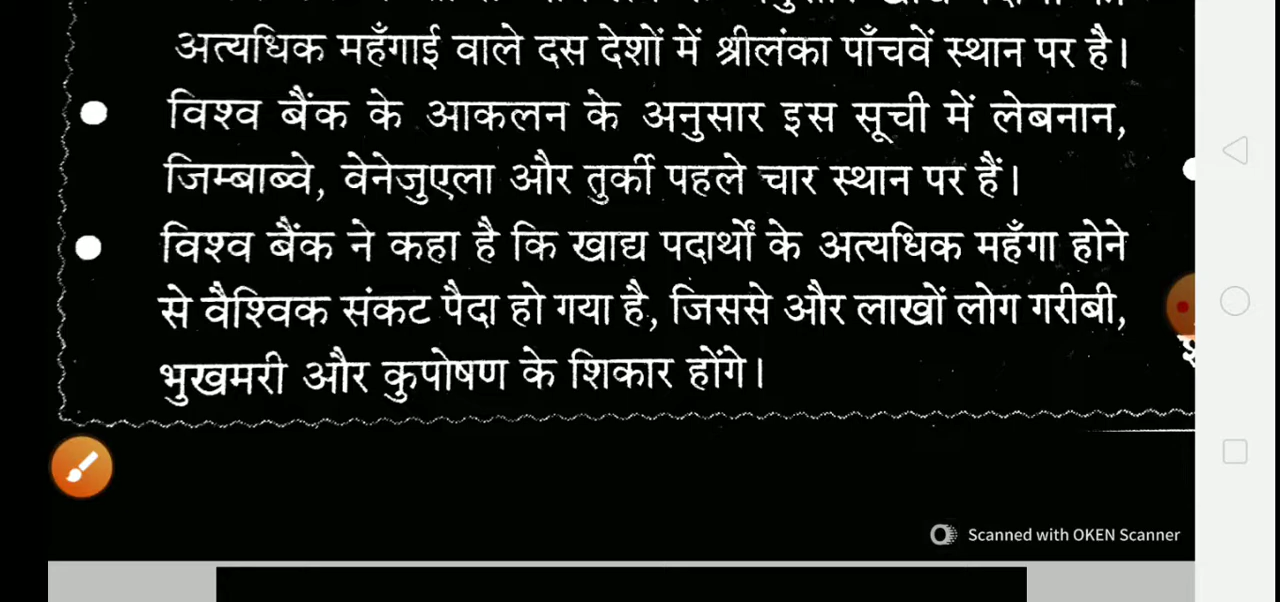 अत्यधिक महँगाई वाले दस देशों में श्रीलंका पाँचवें स्थान पर है।
विश्व बैंक के आकलन के अनुसार इस सूची में लेबनान,
जिम्बाब्वे, वेनेजुएला और तुर्की पहले चार स्थान पर हैं।
विश्व बैंक ने कहा है कि खाद्य पदार्थों के अत्यधिक महँगा होने
से वैश्विक संकट पैदा हो गया है, जिससे और लाखों लोग गरीबी,
भुखमरी और कुपोषण के शिकार होंगे।
Scanned with OKEN Scanner